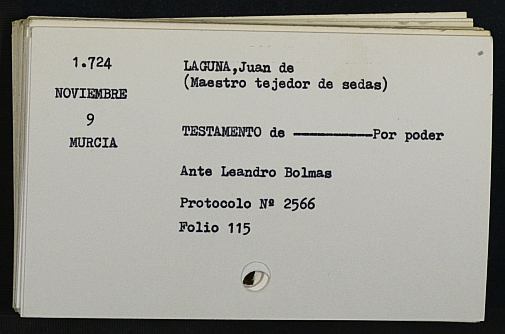 1.724
NOVIEMBRE
9
MURCIA
LAGUNA,Juan de
(Maestro tejedor de sedas)
TESTAMENTO de ------------Por poder
Ante Leandro Bolmas
Protocolo Nº 2566
Folio 115